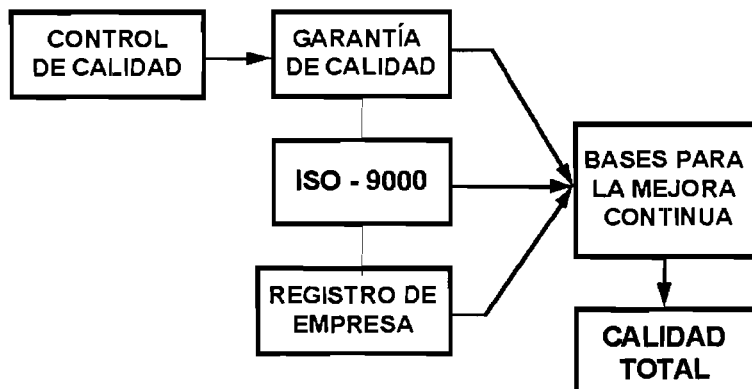 CONTROL
DE CALIDAD
GARANTÍA
DE CALIDAD
ISO - 9000
REGISTRO DE
EMPRESA
BASES PARA
LA MEJORA
CONTINUA
CALIDAD
TOTAL